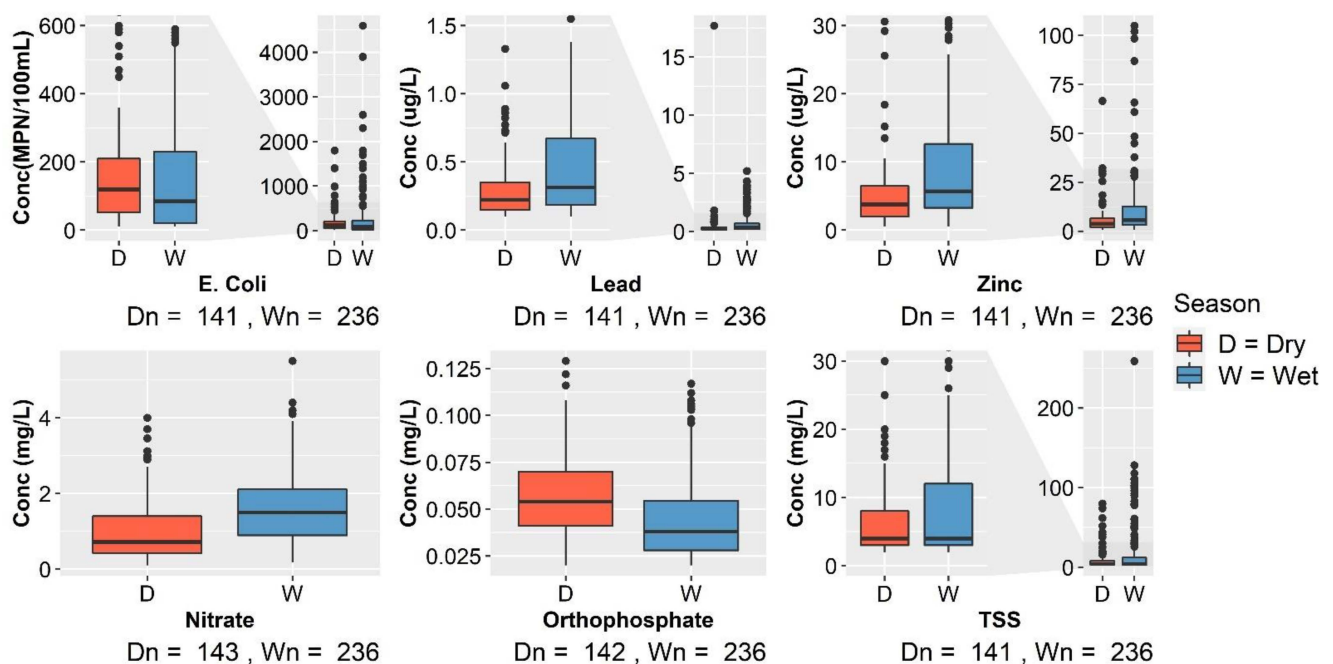 Conc(MPN/100mL)
600
400
200
0
D
W
4000
3000
2000
1000
0
D
W
E. Coli
Dn = 141 , Wn = 236
Conc (ug/L)
1.5
1.0
0.5
0.0
D
W
15
10
5
0
D
W
Lead
Dn = 141 , Wn = 236
Conc (ug/L)
30
20
10
0
D
W
100
75
50
25
0
D
W
Zinc
Dn = 141 , Wn = 236
Season
D = Dry
W = Wet
Conc (mg/L)
4
2
0
D
W
Nitrate
Dn = 143 , Wn = 236
Conc (mg/L)
0.125
0.100
0.075
0.050
0.025
D
W
Orthophosphate
Dn = 142 , Wn = 236
Conc (mg/L)
30
20
10
0
D
W
200
100
0
D
W
TSS
Dn = 141 , Wn = 236